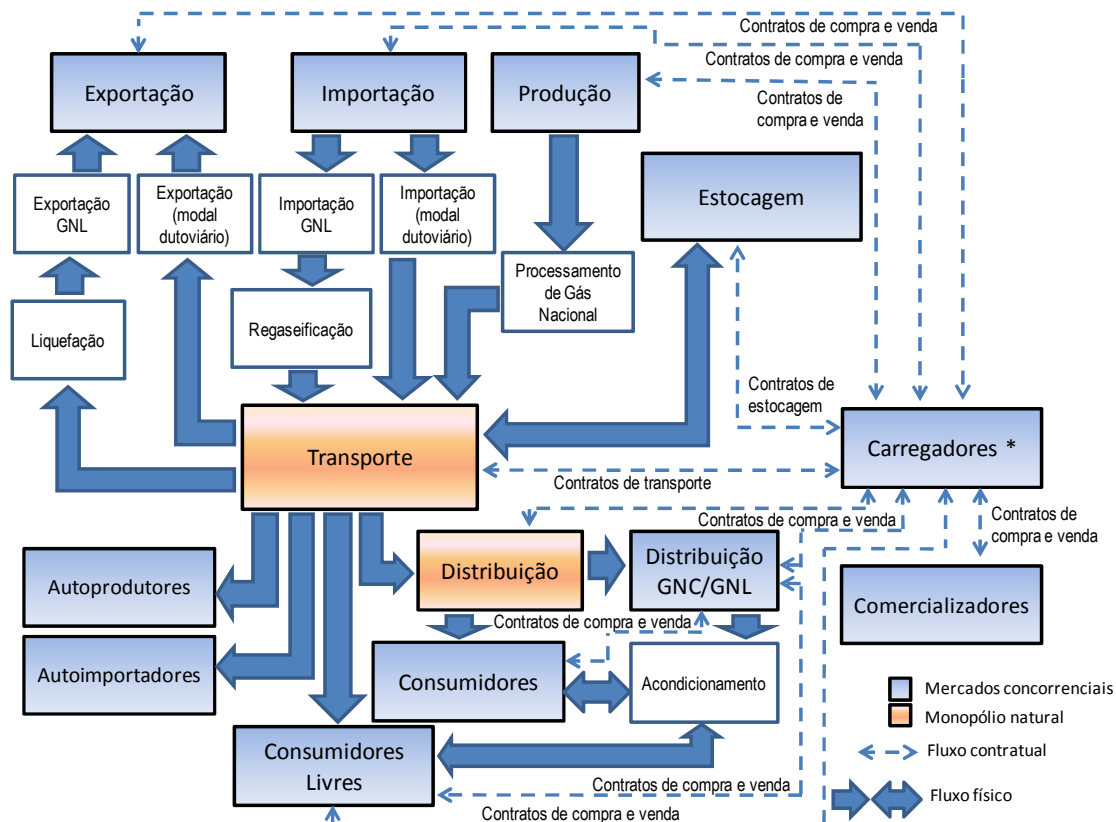 Contratos de compra e venda
Contratos de compra e venda
Exportação
Importação
Produção
Contratos de
compra e venda
Exportação
GNL
Exportação
(modal
dutoviário)
Importação
GNL
Importação
(modal
dutoviário)
Estocagem
Processamento
de Gás
Nacional
Liquefação
Regaseificação
Contratos de
estocagem
Transporte
Carregadores *
Contratos de transporte
Contratos de compra e venda
Contratos de
compra e venda
Autoprodutores
Distribuição
Distribuição
GNC/GNL
Comercializadores
Contratos de compra e venda
Autoimportadores
Consumidores
Acondicionamento
Mercados concorrenciais
Monopólio natural
Consumidores
Livres
Fluxo contratual
Contratos de compra e venda
Fluxo físico
Contratos de compra e venda